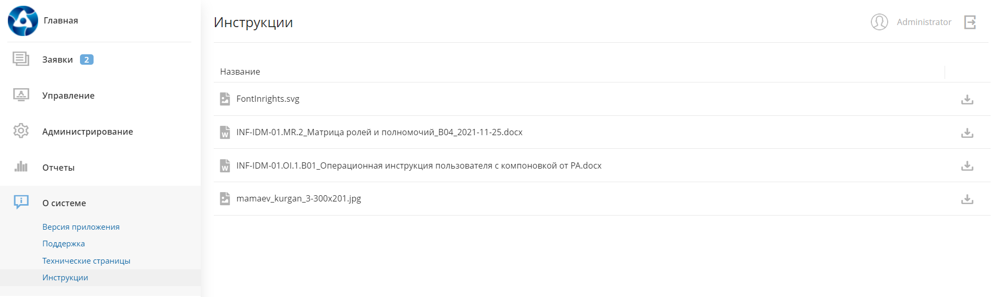 Главная
Заявки 2
Управление
Администрирование
Отчеты
О системе
Версия приложения
Поддержка
Технические страницы
Инструкции
Инструкции
Administrator
Название
FontInrights.svg
INF-IDM-01.MR.2_Матрица ролей и полномочий_B04_2021-11-25.docx
INF-IDM-01.OI.1.B01_Операционная инструкция пользователя с компоновкой от РА.docx
mamaev_kurgan_3-300x201.jpg